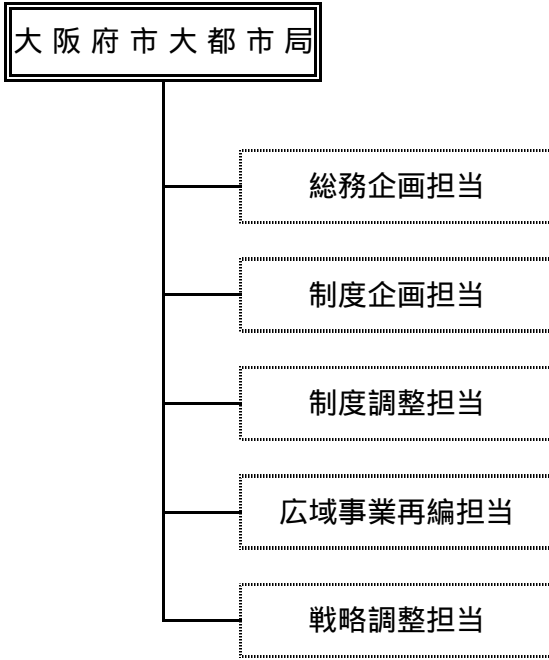 大阪府市大都市局
総務企画担当
制度企画担当
制度調整担当
広域事業再編担当
戦略調整担当